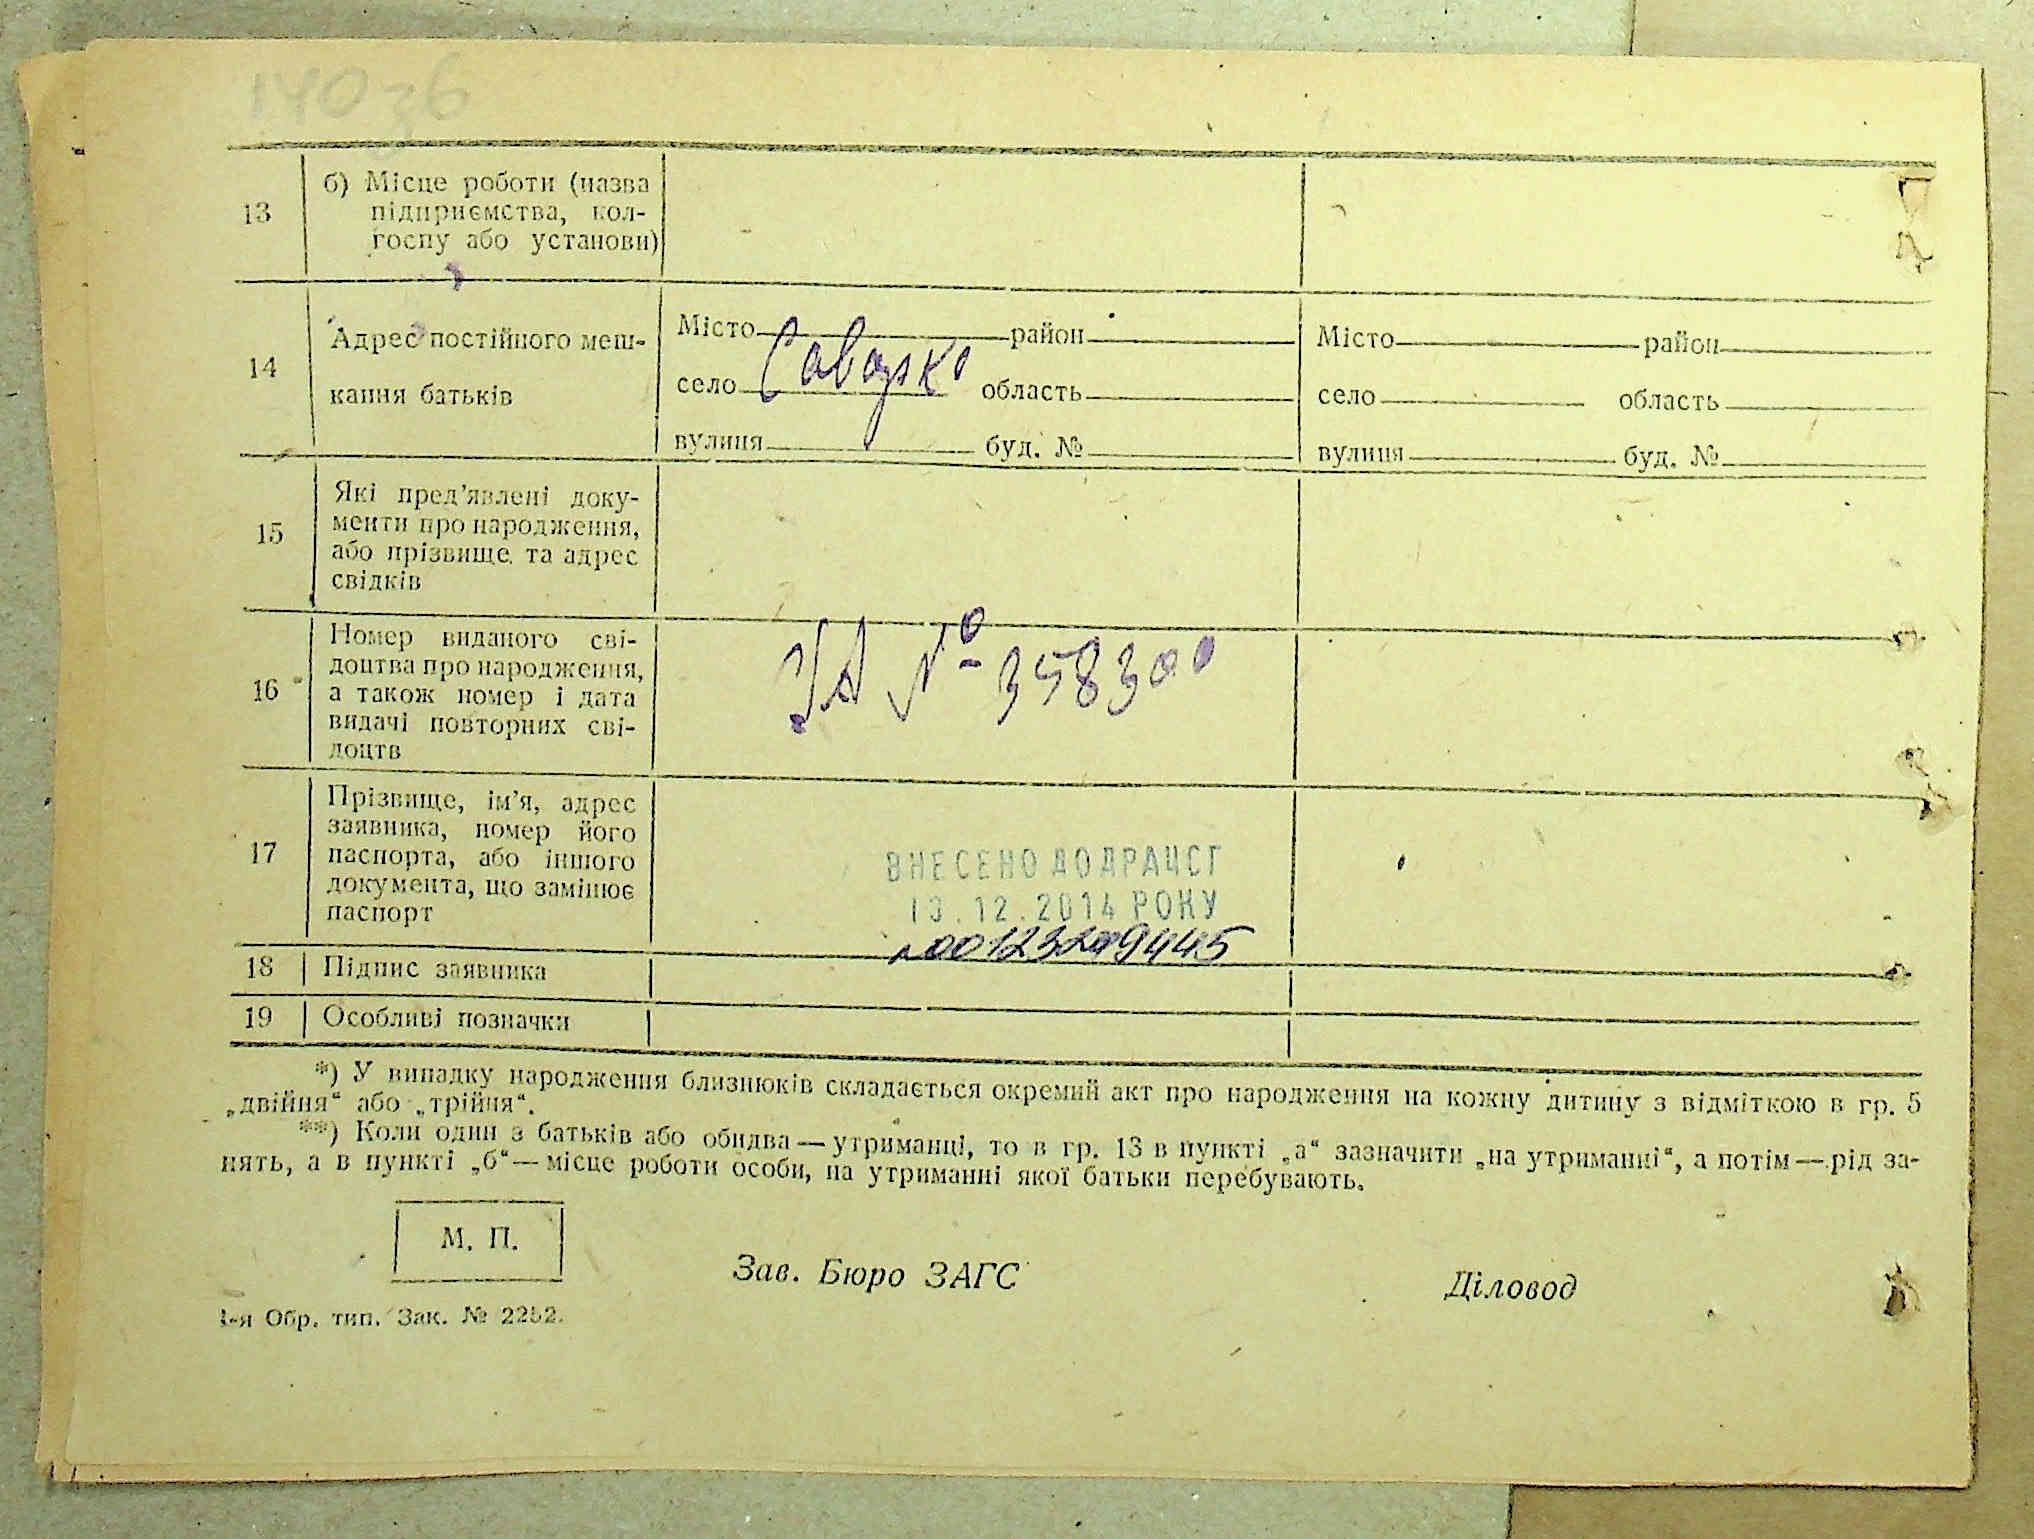 140зб
13
б) Місце роботи (назва
підприємства, кол-
госпу або установи)
14
Адрес постійного меш-
кання батьків
Місто район
село область
вулиця буд. №
Місто район
село область
вулиця буд. №
15
Які пред’явлені доку-
менти про народження,
або прізвище та адрес
свідків
16
Номер виданого сві-
доцтва про народження,
а також номер і дата
видачі повторних сві-
доцтв
УА № 358300
17
Прізвище, ім’я, адрес
заявника, номер його
паспорта, або іншого
документа, що замінює
паспорт
ВНЕСЕНО ДО ДРАЦСГ
13.12.2014 РОКУ
18 Підпис заявника
19 Особливі позначки
*) У випадку народження близнюків складається окремий акт про народження на кожну дитину з відміткою в гр. 5
„двійня“ або „трійня“.
**) Коли один з батьків або обидва — утриманці, то в гр. 13 в пункті „а“ зазначити „на утриманні“, а потім — рід за-
нять, а в пункті „б“ — місце роботи особи, на утриманні якої батьки перебувають.
М. П.
Зав. Бюро ЗАГС
Діловод
1-я Обр. тип. Зак. № 2252.